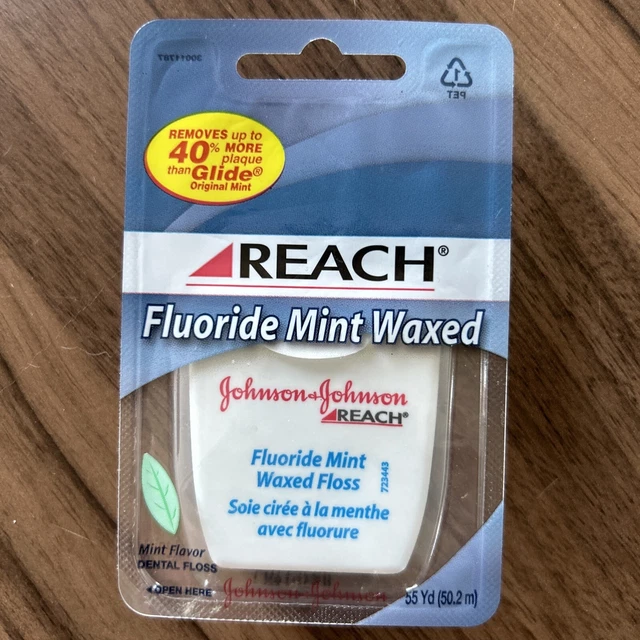 30011787
1
PET
REMOVES up to
40% MORE
plaque
than Glide®
Original Mint
REACH®
Fluoride Mint Waxed
Johnson & Johnson
REACH®
Fluoride Mint
Waxed Floss
723443
Soie cirée à la menthe
avec fluorure
Mint Flavor
DENTAL FLOSS
◄OPEN HERE
Johnson & Johnson
55 Yd (50.2 m)